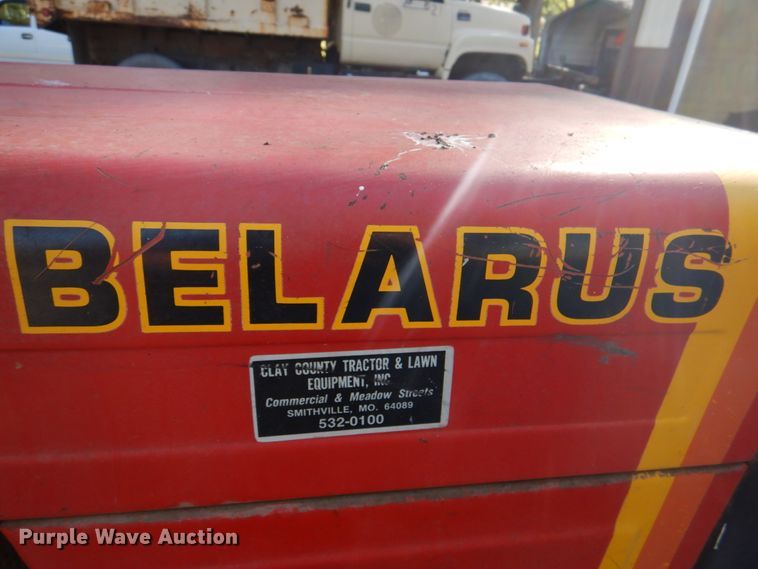 BELARUS
CLAY COUNTY TRACTOR & LAWN
EQUIPMENT, INC
Commercial & Meadow Streets
SMITHVILLE, MO. 64089
532-0100
Purple Wave Auction